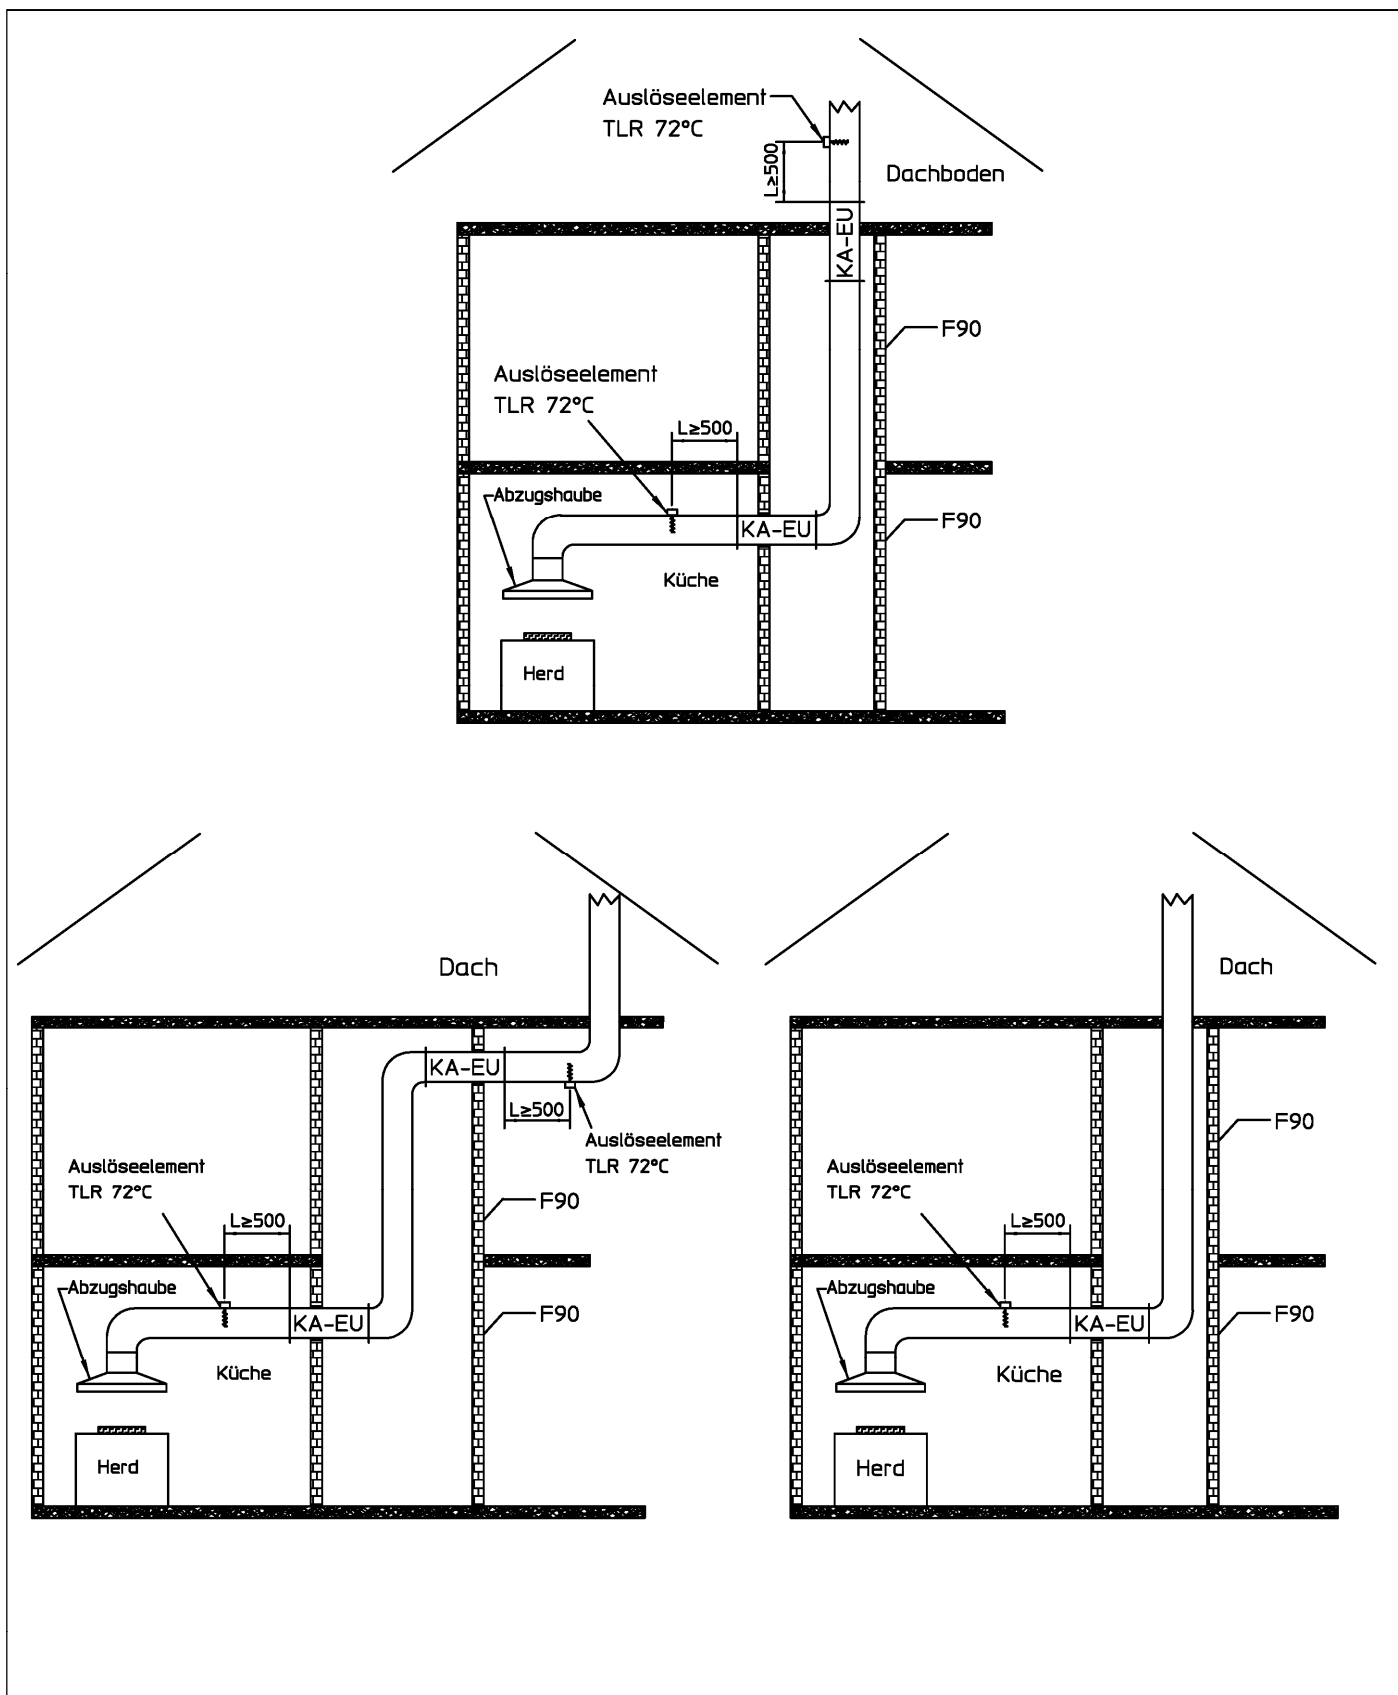 Auslöseelement
TLR 72°C
L≥500
Dachboden
KA-EU
F90
Auslöseelement
TLR 72°C
L≥500
Abzugshaube
KA-EU
F90
Küche
Herd
Dach
KA-EU
L≥500
Auslöseelement
TLR 72°C
Auslöseelement
TLR 72°C
F90
L≥500
Abzugshaube
KA-EU
F90
Küche
Herd
Dach
F90
Auslöseelement
TLR 72°C
L≥500
Abzugshaube
KA-EU
F90
Küche
Herd